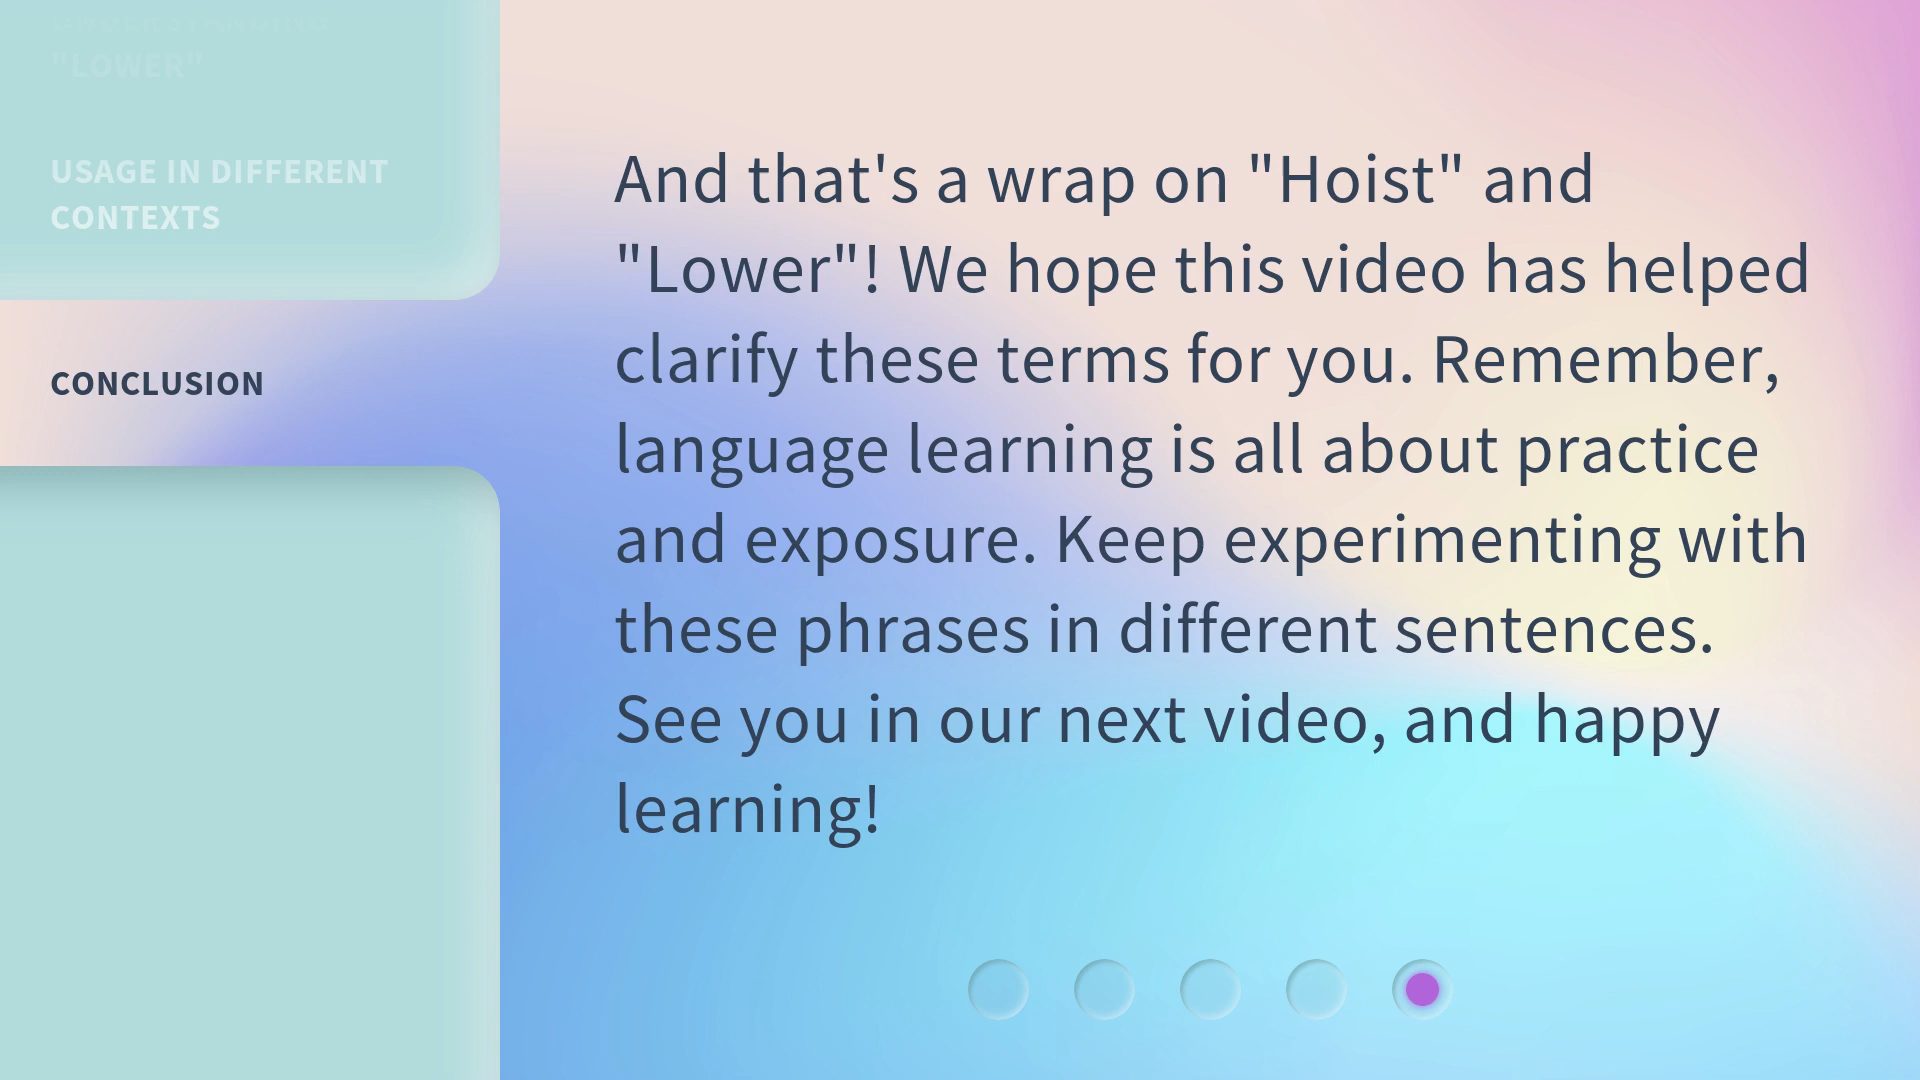 "LOWER"
USAGE IN DIFFERENT
CONTEXTS
CONCLUSION
And that's a wrap on "Hoist" and
"Lower"! We hope this video has helped
clarify these terms for you. Remember,
language learning is all about practice
and exposure. Keep experimenting with
these phrases in different sentences.
See you in our next video, and happy
learning!